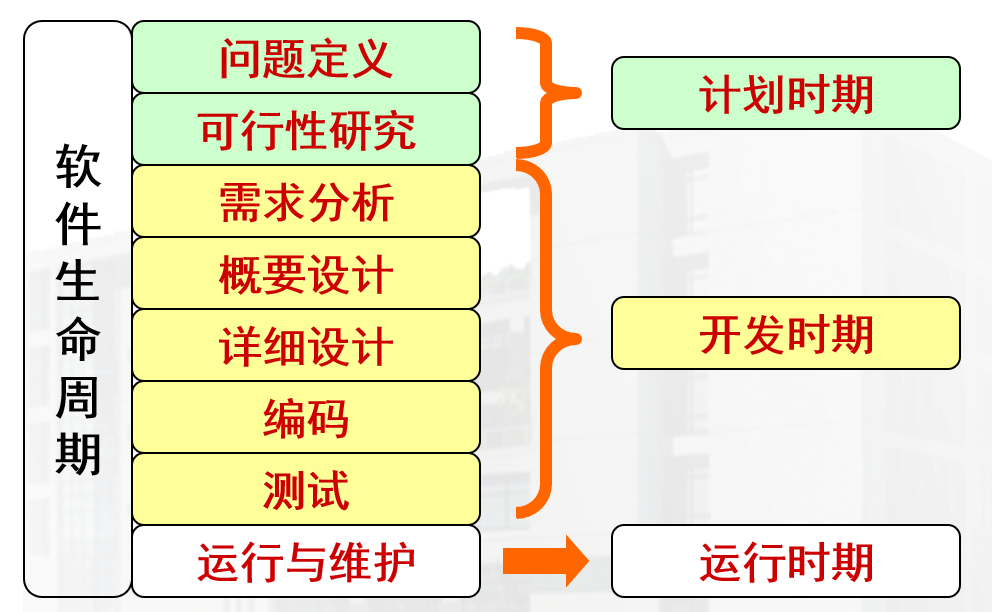 软件生命周期
问题定义
可行性研究
需求分析
概要设计
详细设计
编码
测试
运行与维护
计划时期
开发时期
运行时期